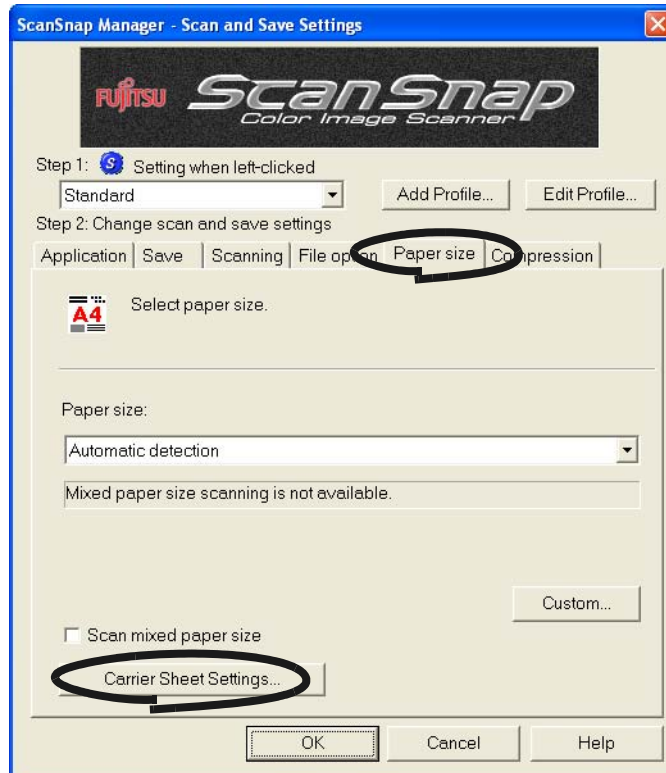 ScanSnap Manager - Scan and Save Settings
FUJITSU ScanSnap
Color Image Scanner
Step 1: S Setting when left-clicked
Standard Add Profile... Edit Profile...
Step 2: Change scan and save settings
Application Save Scanning File option Paper size Compression
A4 Select paper size.
Paper size:
Automatic detection
Mixed paper size scanning is not available.
Custom...
Scan mixed paper size
Carrier Sheet Settings...
OK Cancel Help